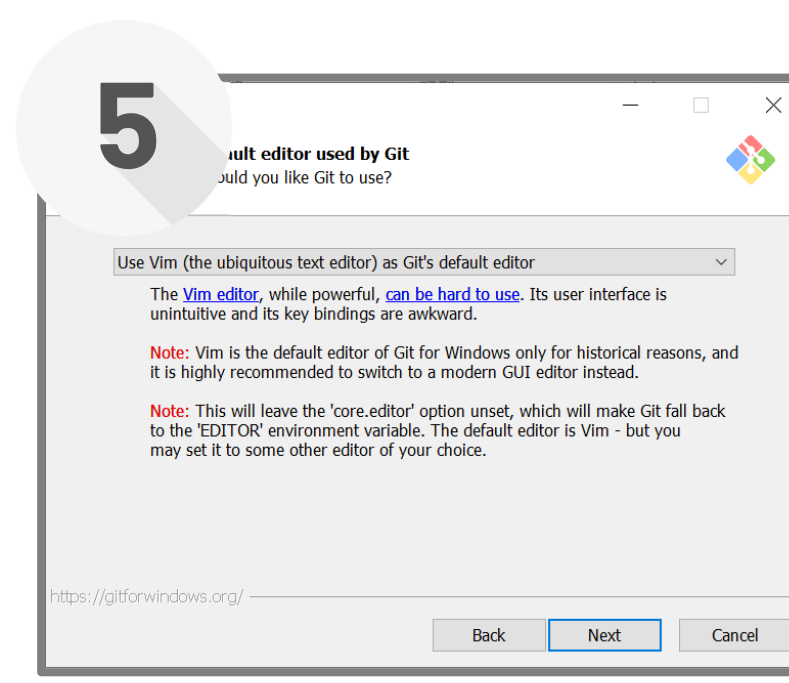 5
ult editor used by Git
ould you like Git to use?
Use Vim (the ubiquitous text editor) as Git's default editor
The Vim editor, while powerful, can be hard to use. Its user interface is
unintuitive and its key bindings are awkward.
Note: Vim is the default editor of Git for Windows only for historical reasons, and
it is highly recommended to switch to a modern GUI editor instead.
Note: This will leave the 'core.editor' option unset, which will make Git fall back
to the 'EDITOR' environment variable. The default editor is Vim - but you
may set it to some other editor of your choice.
https://gitforwindows.org/
Back Next Cancel